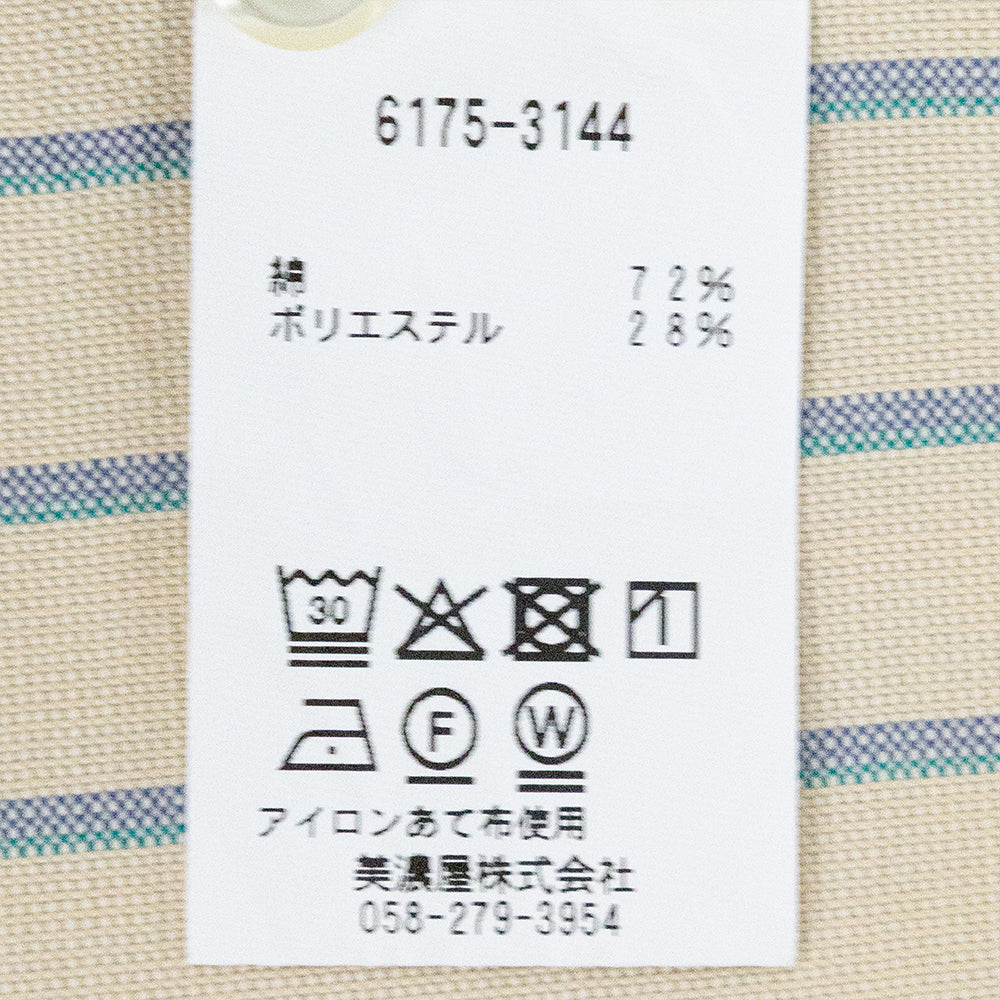 6175-3144
綿 72%
ポリエステル 28%
30
F W
アイロンあて布使用
美濃屋株式会社
058-279-3954